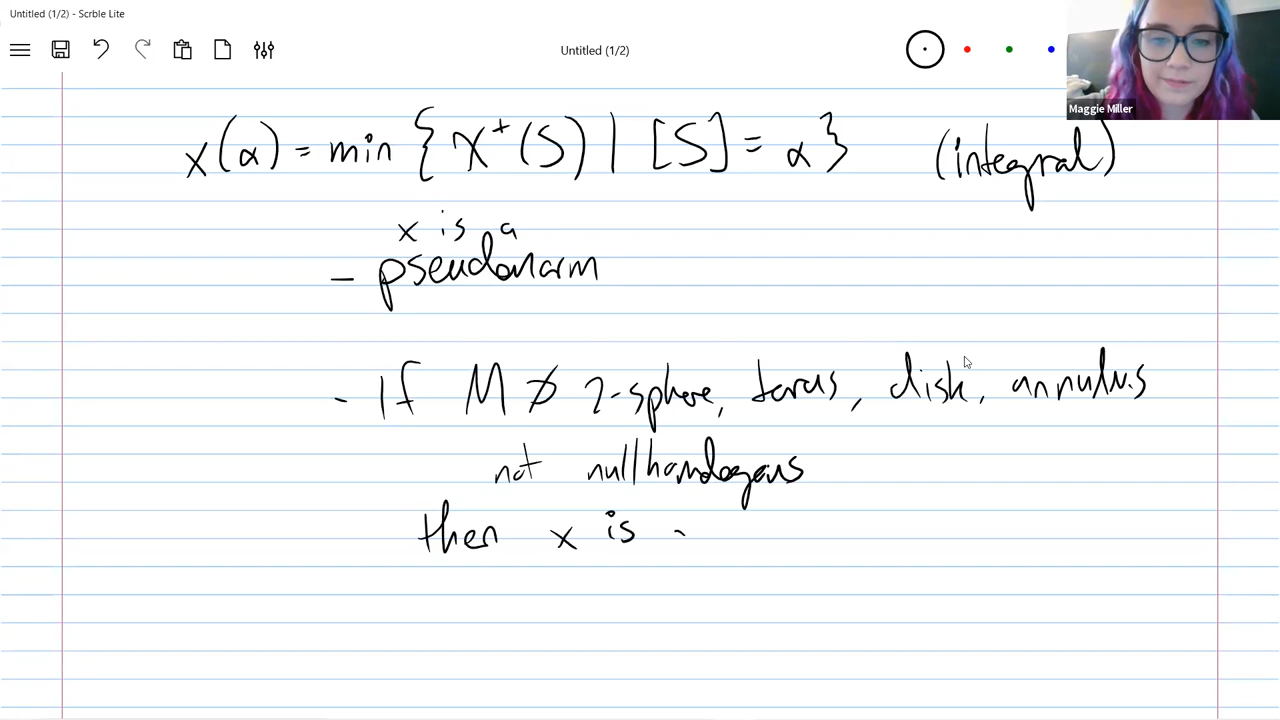 Untitled (1/2) - Scrble Lite
Untitled (1/2)
Maggie Miller
x(α) = min { χ⁺(S) | [S] = α } (integral)
x is a
- pseudonorm
- If M ⊅ 2-sphere, torus, disk, annulus
not nullhomologous
then x is -